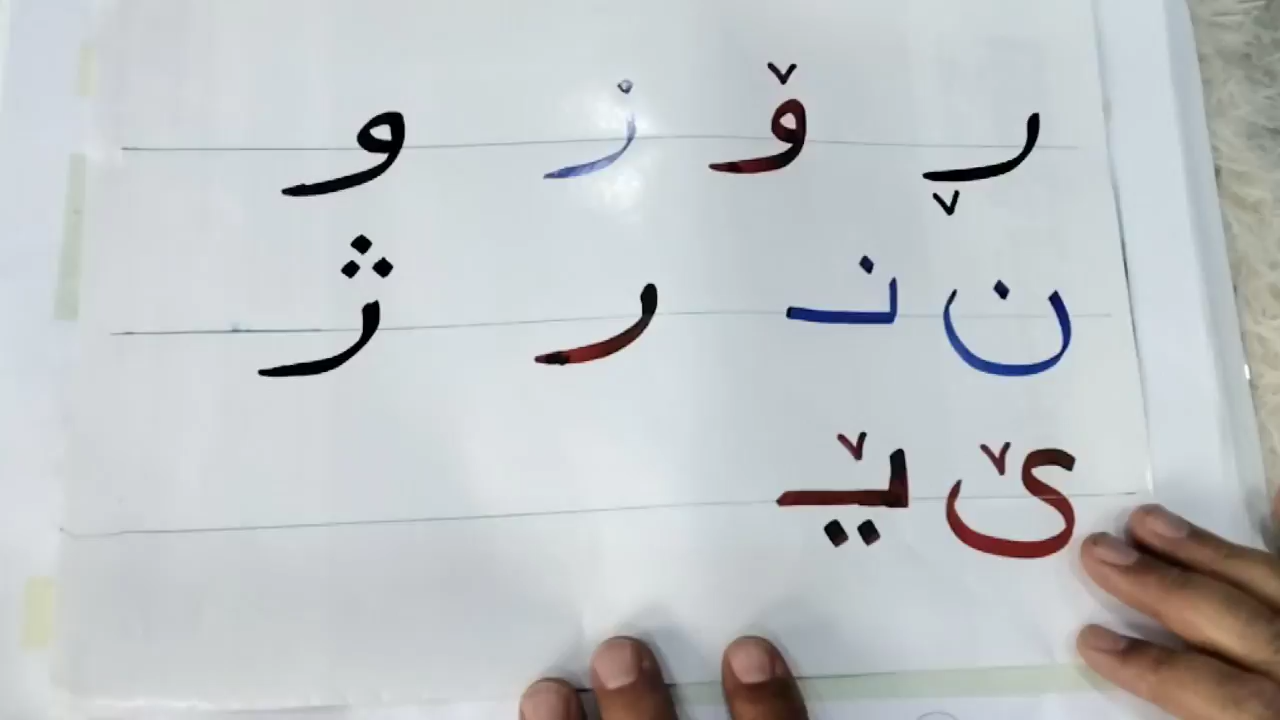 ڕ ۆ ز و
ن نـ ر ژ
ێ ێـ